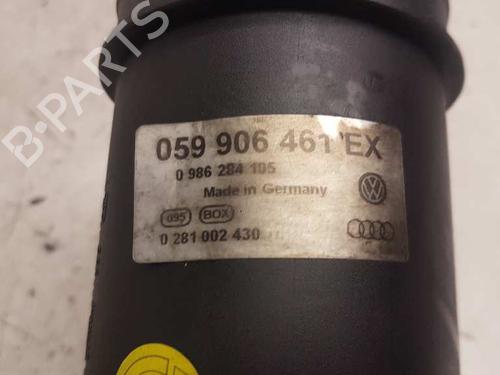 B-PARTS
059 906 461 EX
0 986 284 105
Made in Germany
095 BOX
0 281 002 430